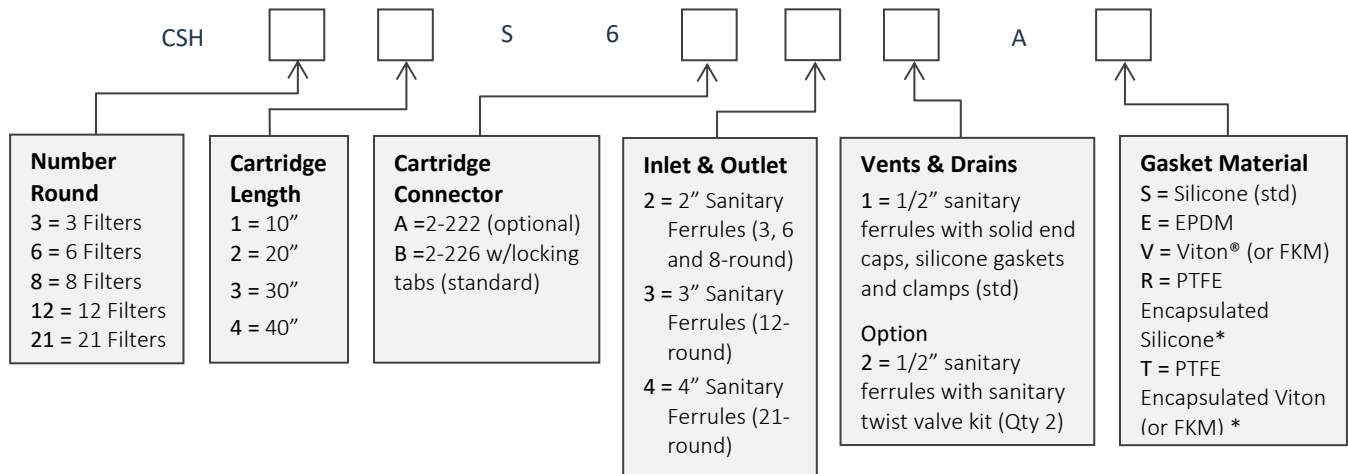 CSH S 6 A
Number
Round
3 = 3 Filters
6 = 6 Filters
8 = 8 Filters
12 = 12 Filters
21 = 21 Filters
Cartridge
Length
1 = 10”
2 = 20”
3 = 30”
4 = 40”
Cartridge
Connector
A =2-222 (optional)
B =2-226 w/locking
tabs (standard)
Inlet & Outlet
2 = 2” Sanitary
Ferrules (3, 6
and 8-round)
3 = 3” Sanitary
Ferrules (12-
round)
4 = 4” Sanitary
Ferrules (21-
round)
Vents & Drains
1 = 1/2” sanitary
ferrules with solid end
caps, silicone gaskets
and clamps (std)
Option
2 = 1/2” sanitary
ferrules with sanitary
twist valve kit (Qty 2)
Gasket Material
S = Silicone (std)
E = EPDM
V = Viton® (or FKM)
R = PTFE
Encapsulated
Silicone*
T = PTFE
Encapsulated Viton
(or FKM) *